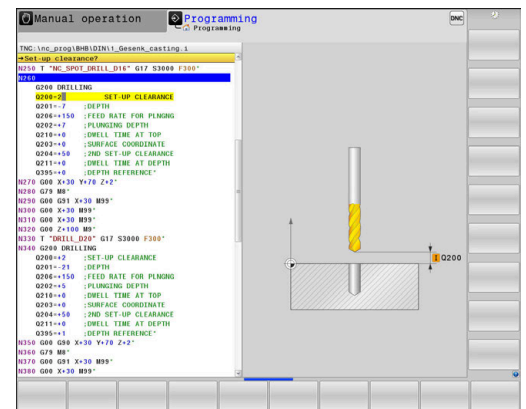 Manual operation
Programming
Programming
DNC
TNC:\nc_prog\BHB\DIN\1_Gesenk_casting.i
→Set-up clearance?
N250 T "NC_SPOT_DRILL_D16" G17 S3000 F300*
N260
G200 DRILLING
Q200=2 SET-UP CLEARANCE
Q201=-7 ;DEPTH
Q206=+150 ;FEED RATE FOR PLNGNG
Q202=+7 ;PLUNGING DEPTH
Q210=+0 ;DWELL TIME AT TOP
Q203=+0 ;SURFACE COORDINATE
Q204=+50 ;2ND SET-UP CLEARANCE
Q211=+0 ;DWELL TIME AT DEPTH
Q395=+0 ;DEPTH REFERENCE*
N270 G00 X+30 Y+70 Z+2*
N280 G79 M8*
N290 G00 G91 X+30 M99*
N300 G00 X+30 M99*
N310 G00 X+30 M99*
N320 G00 Z+100 M9*
N330 T "DRILL_D20" G17 S3000 F300*
N340 G200 DRILLING
Q200=+2 ;SET-UP CLEARANCE
Q201=-21 ;DEPTH
Q206=+150 ;FEED RATE FOR PLNGNG
Q202=+5 ;PLUNGING DEPTH
Q210=+0 ;DWELL TIME AT TOP
Q203=+0 ;SURFACE COORDINATE
Q204=+50 ;2ND SET-UP CLEARANCE
Q211=+0 ;DWELL TIME AT DEPTH
Q395=+1 ;DEPTH REFERENCE*
N350 G00 G90 X+30 Y+70 Z+2*
N360 G79 M8*
N370 G00 G91 X+30 M99*
N380 G00 X+30 M99*
Q200